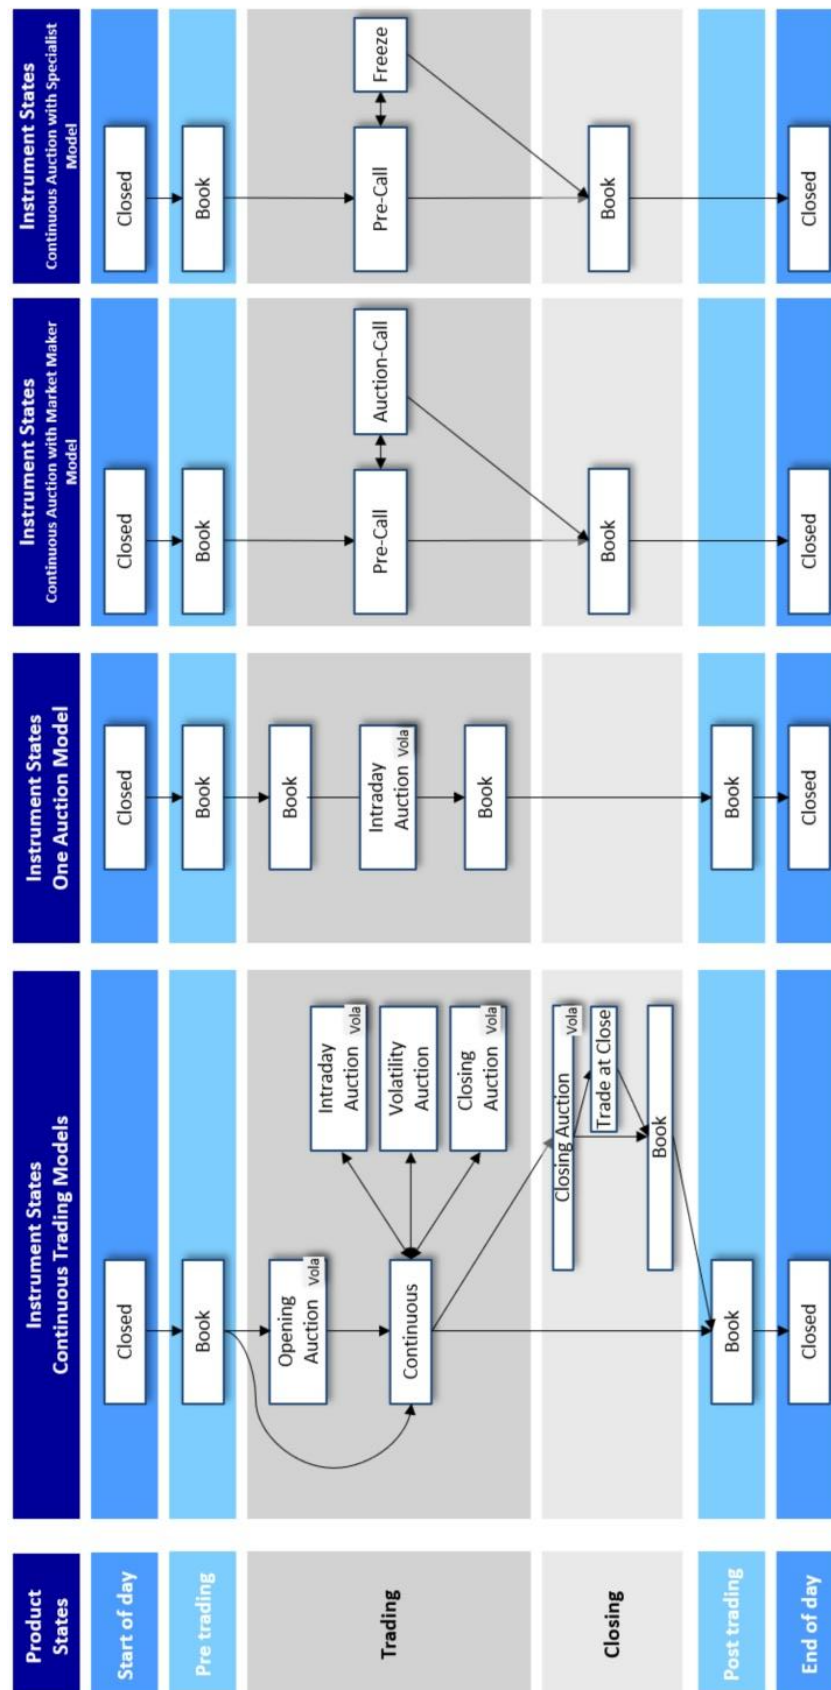 Product
States
Start of day
Pre trading
Trading
Closing
Post trading
End of day
Instrument States
Continuous Trading Models
Closed
Book
Opening
Auction
Vola
Continuous
Intraday
Auction
Vola
Volatility
Auction
Closing
Auction
Vola
Closing Auction
Vola
Trade at Close
Book
Book
Closed
Instrument States
One Auction Model
Closed
Book
Book
Intraday
Auction
Vola
Book
Book
Closed
Instrument States
Continuous Auction with Market Maker
Model
Closed
Book
Pre-Call
Auction-Call
Book
Closed
Instrument States
Continuous Auction with Specialist
Model
Closed
Book
Pre-Call
Freeze
Book
Closed